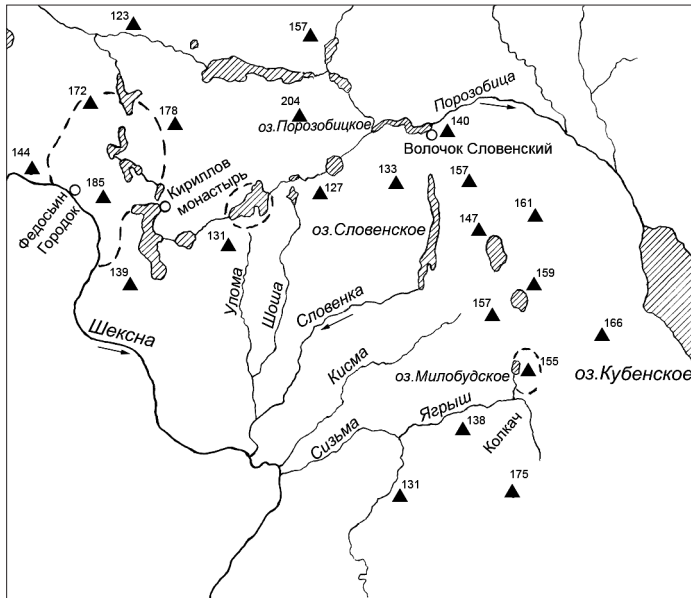 123
157
172
178
204
оз.Порозобицкое
Порозобица
140
Волочок Словенский
144
185
Федосьин
Городок
Кириллов
монастырь
127
133
157
оз.Словенское
147
161
131
139
Улома
Шоша
Словенка
159
157
166
Шексна
Кисма
оз.Милобудское
155
оз.Кубенское
Ягрыш
138
Колкач
Сизьма
131
175